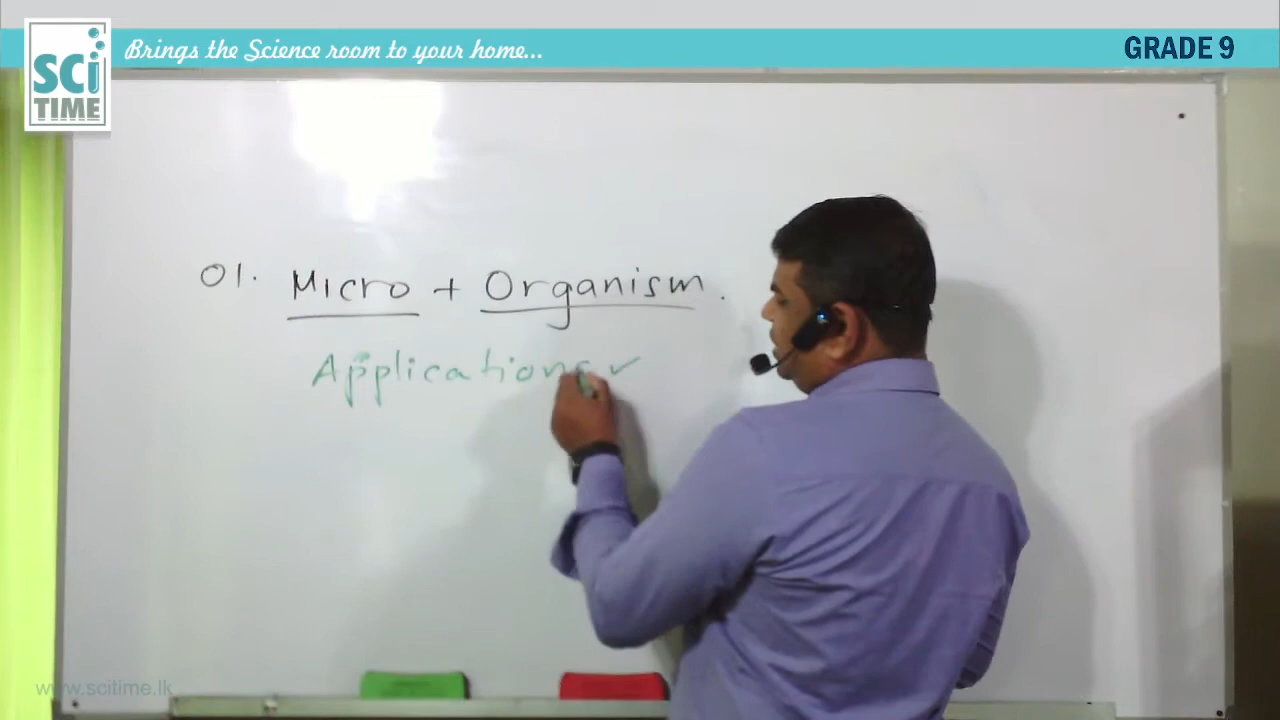 SCi
TIME
Brings the Science room to your home...
GRADE 9
01. Micro + Organism.
Applications ✓
www.scitime.lk